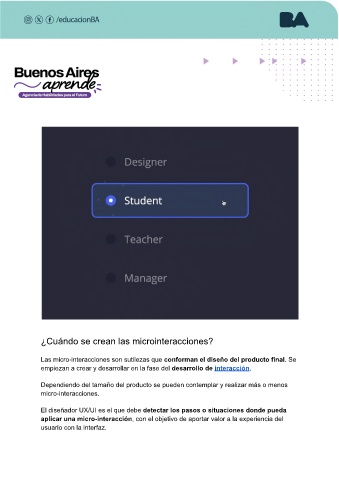 /educacionBA
BA
Buenos Aires
aprende
Agencia de Habilidades para el Futuro
Designer
Student
Teacher
Manager
¿Cuándo se crean las microinteracciones?
Las micro-interacciones son sutilezas que conforman el diseño del producto final. Se
empiezan a crear y desarrollar en la fase del desarrollo de interacción.
Dependiendo del tamaño del producto se pueden contemplar y realizar más o menos
micro-interacciones.
El diseñador UX/UI es el que debe detectar los pasos o situaciones donde pueda
aplicar una micro-interacción, con el objetivo de aportar valor a la experiencia del
usuario con la interfaz.